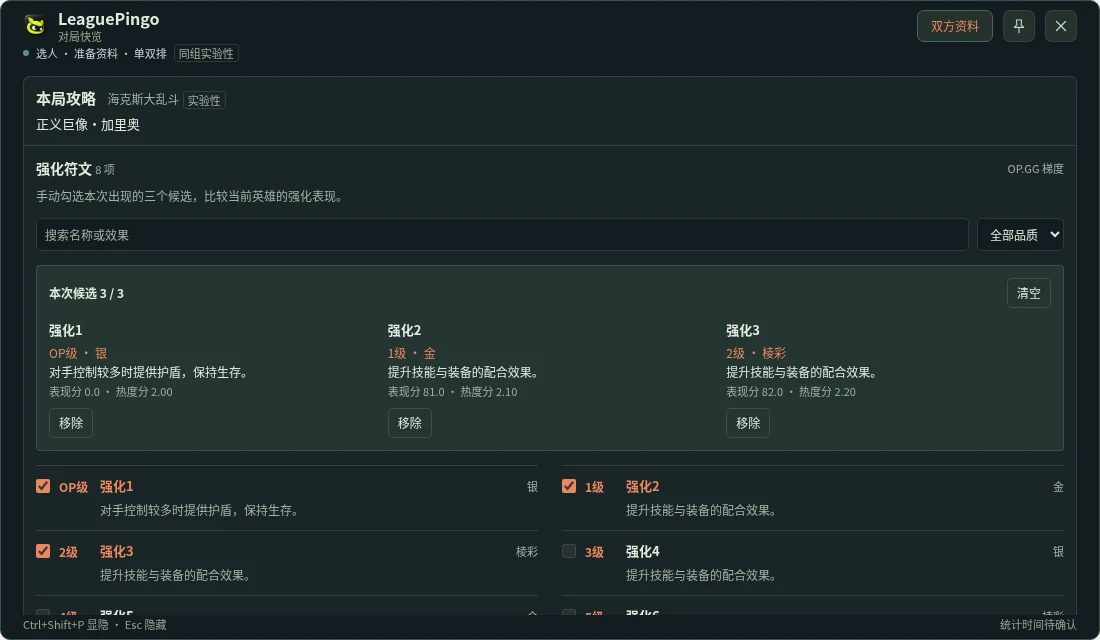 LeaguePingo
对局快览
选人 · 准备资料 · 单双排 同组实验性
双方资料
本局攻略 海克斯大乱斗 实验性
正义巨像·加里奥
强化符文 8 项
OP.GG 梯度
手动勾选本次出现的三个候选，比较当前英雄的强化表现。
搜索名称或效果
全部品质
本次候选 3 / 3
清空
强化1
OP级 · 银
对手控制较多时提供护盾，保持生存。
表现分 0.0 · 热度分 2.00
移除
强化2
1级 · 金
提升技能与装备的配合效果。
表现分 81.0 · 热度分 2.10
移除
强化3
2级 · 棱彩
提升技能与装备的配合效果。
表现分 82.0 · 热度分 2.20
移除
OP级 强化1 银
对手控制较多时提供护盾，保持生存。
1级 强化2 金
提升技能与装备的配合效果。
2级 强化3 棱彩
提升技能与装备的配合效果。
3级 强化4 银
提升技能与装备的配合效果。
Ctrl+Shift+P 显隐 · Esc 隐藏
统计时间待确认